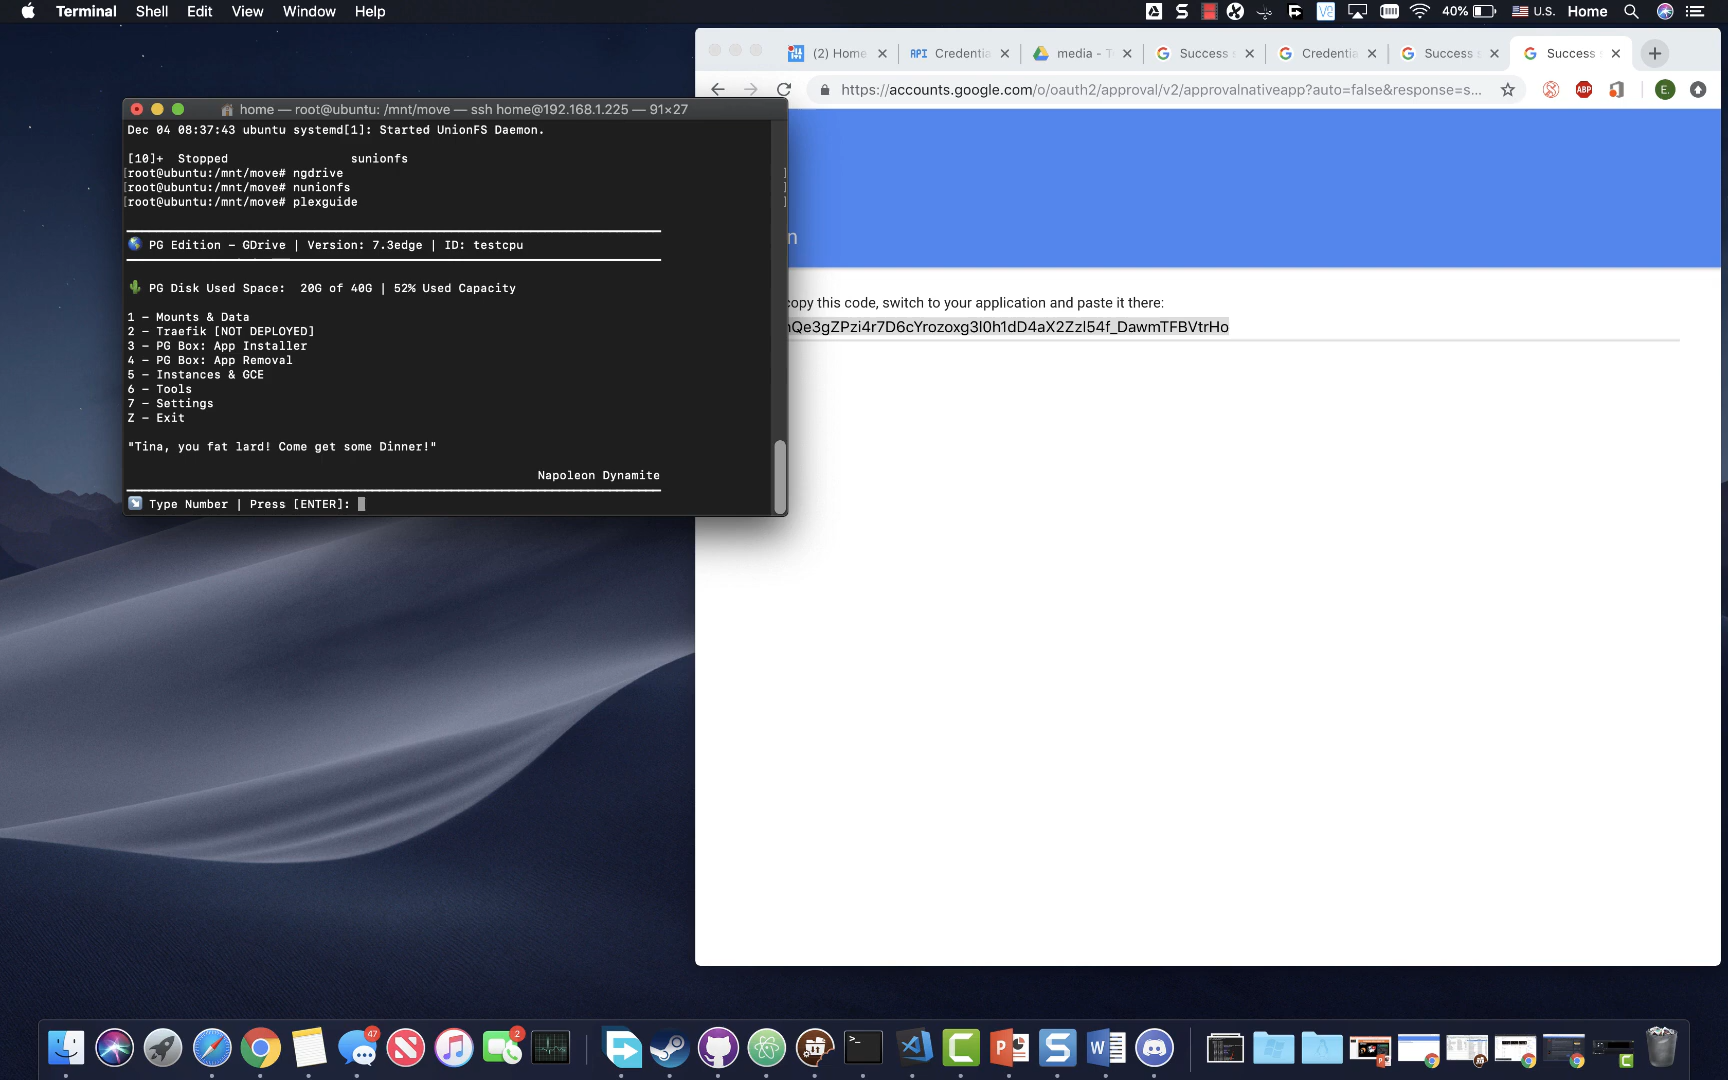 Terminal Shell Edit View Window Help
40% U.S. Home
(2) Home
API Credentia
media - T
Success
Credentia
Success
Success
https://accounts.google.com/o/oauth2/approval/v2/approvalnativeapp?auto=false&response=s...
ABP
E.
home — root@ubuntu: /mnt/move — ssh home@192.168.1.225 — 91×27
Dec 04 08:37:43 ubuntu systemd[1]: Started UnionFS Daemon.
[10]+ Stopped sunionfs
[root@ubuntu:/mnt/move# ngdrive ]
[root@ubuntu:/mnt/move# nunionfs ]
[root@ubuntu:/mnt/move# plexguide ]
PG Edition - GDrive | Version: 7.3edge | ID: testcpu
PG Disk Used Space: 20G of 40G | 52% Used Capacity
1 - Mounts & Data
2 - Traefik [NOT DEPLOYED]
3 - PG Box: App Installer
4 - PG Box: App Removal
5 - Instances & GCE
6 - Tools
7 - Settings
Z - Exit
"Tina, you fat lard! Come get some Dinner!"
Napoleon Dynamite
Type Number | Press [ENTER]:
n
copy this code, switch to your application and paste it there:
Qe3gZPzi4r7D6cYrozoxg3l0h1dD4aX2Zzl54f_DawmTFBVtrHo
47
2